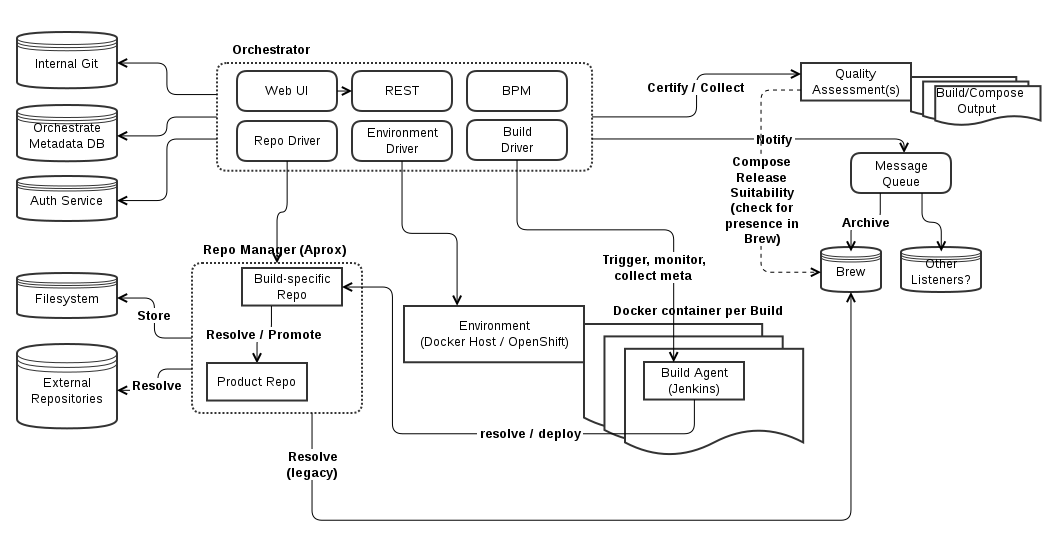 Orchestrator
Internal Git
Web UI
REST
BPM
Certify / Collect
Quality
Assessment(s)
Build/Compose
Output
Orchestrate
Metadata DB
Repo Driver
Environment
Driver
Build
Driver
Notify
Message
Queue
Auth Service
Compose
Release
Suitability
(check for
presence in
Brew)
Archive
Brew
Other
Listeners?
Repo Manager (Aprox)
Build-specific
Repo
Trigger, monitor,
collect meta
Filesystem
Store
Resolve / Promote
Environment
(Docker Host / OpenShift)
Docker container per Build
External
Repositories
Resolve
Product Repo
Build Agent
(Jenkins)
resolve / deploy
Resolve
(legacy)